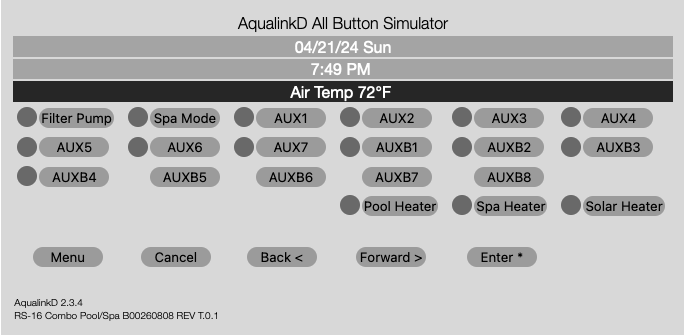 AqualinkD All Button Simulator
04/21/24 Sun
7:49 PM
Air Temp 72°F
Filter Pump Spa Mode AUX1 AUX2 AUX3 AUX4
AUX5 AUX6 AUX7 AUXB1 AUXB2 AUXB3
AUXB4 AUXB5 AUXB6 AUXB7 AUXB8
Pool Heater Spa Heater Solar Heater
Menu Cancel Back < Forward > Enter *
AqualinkD 2.3.4
RS-16 Combo Pool/Spa B00260808 REV T.0.1